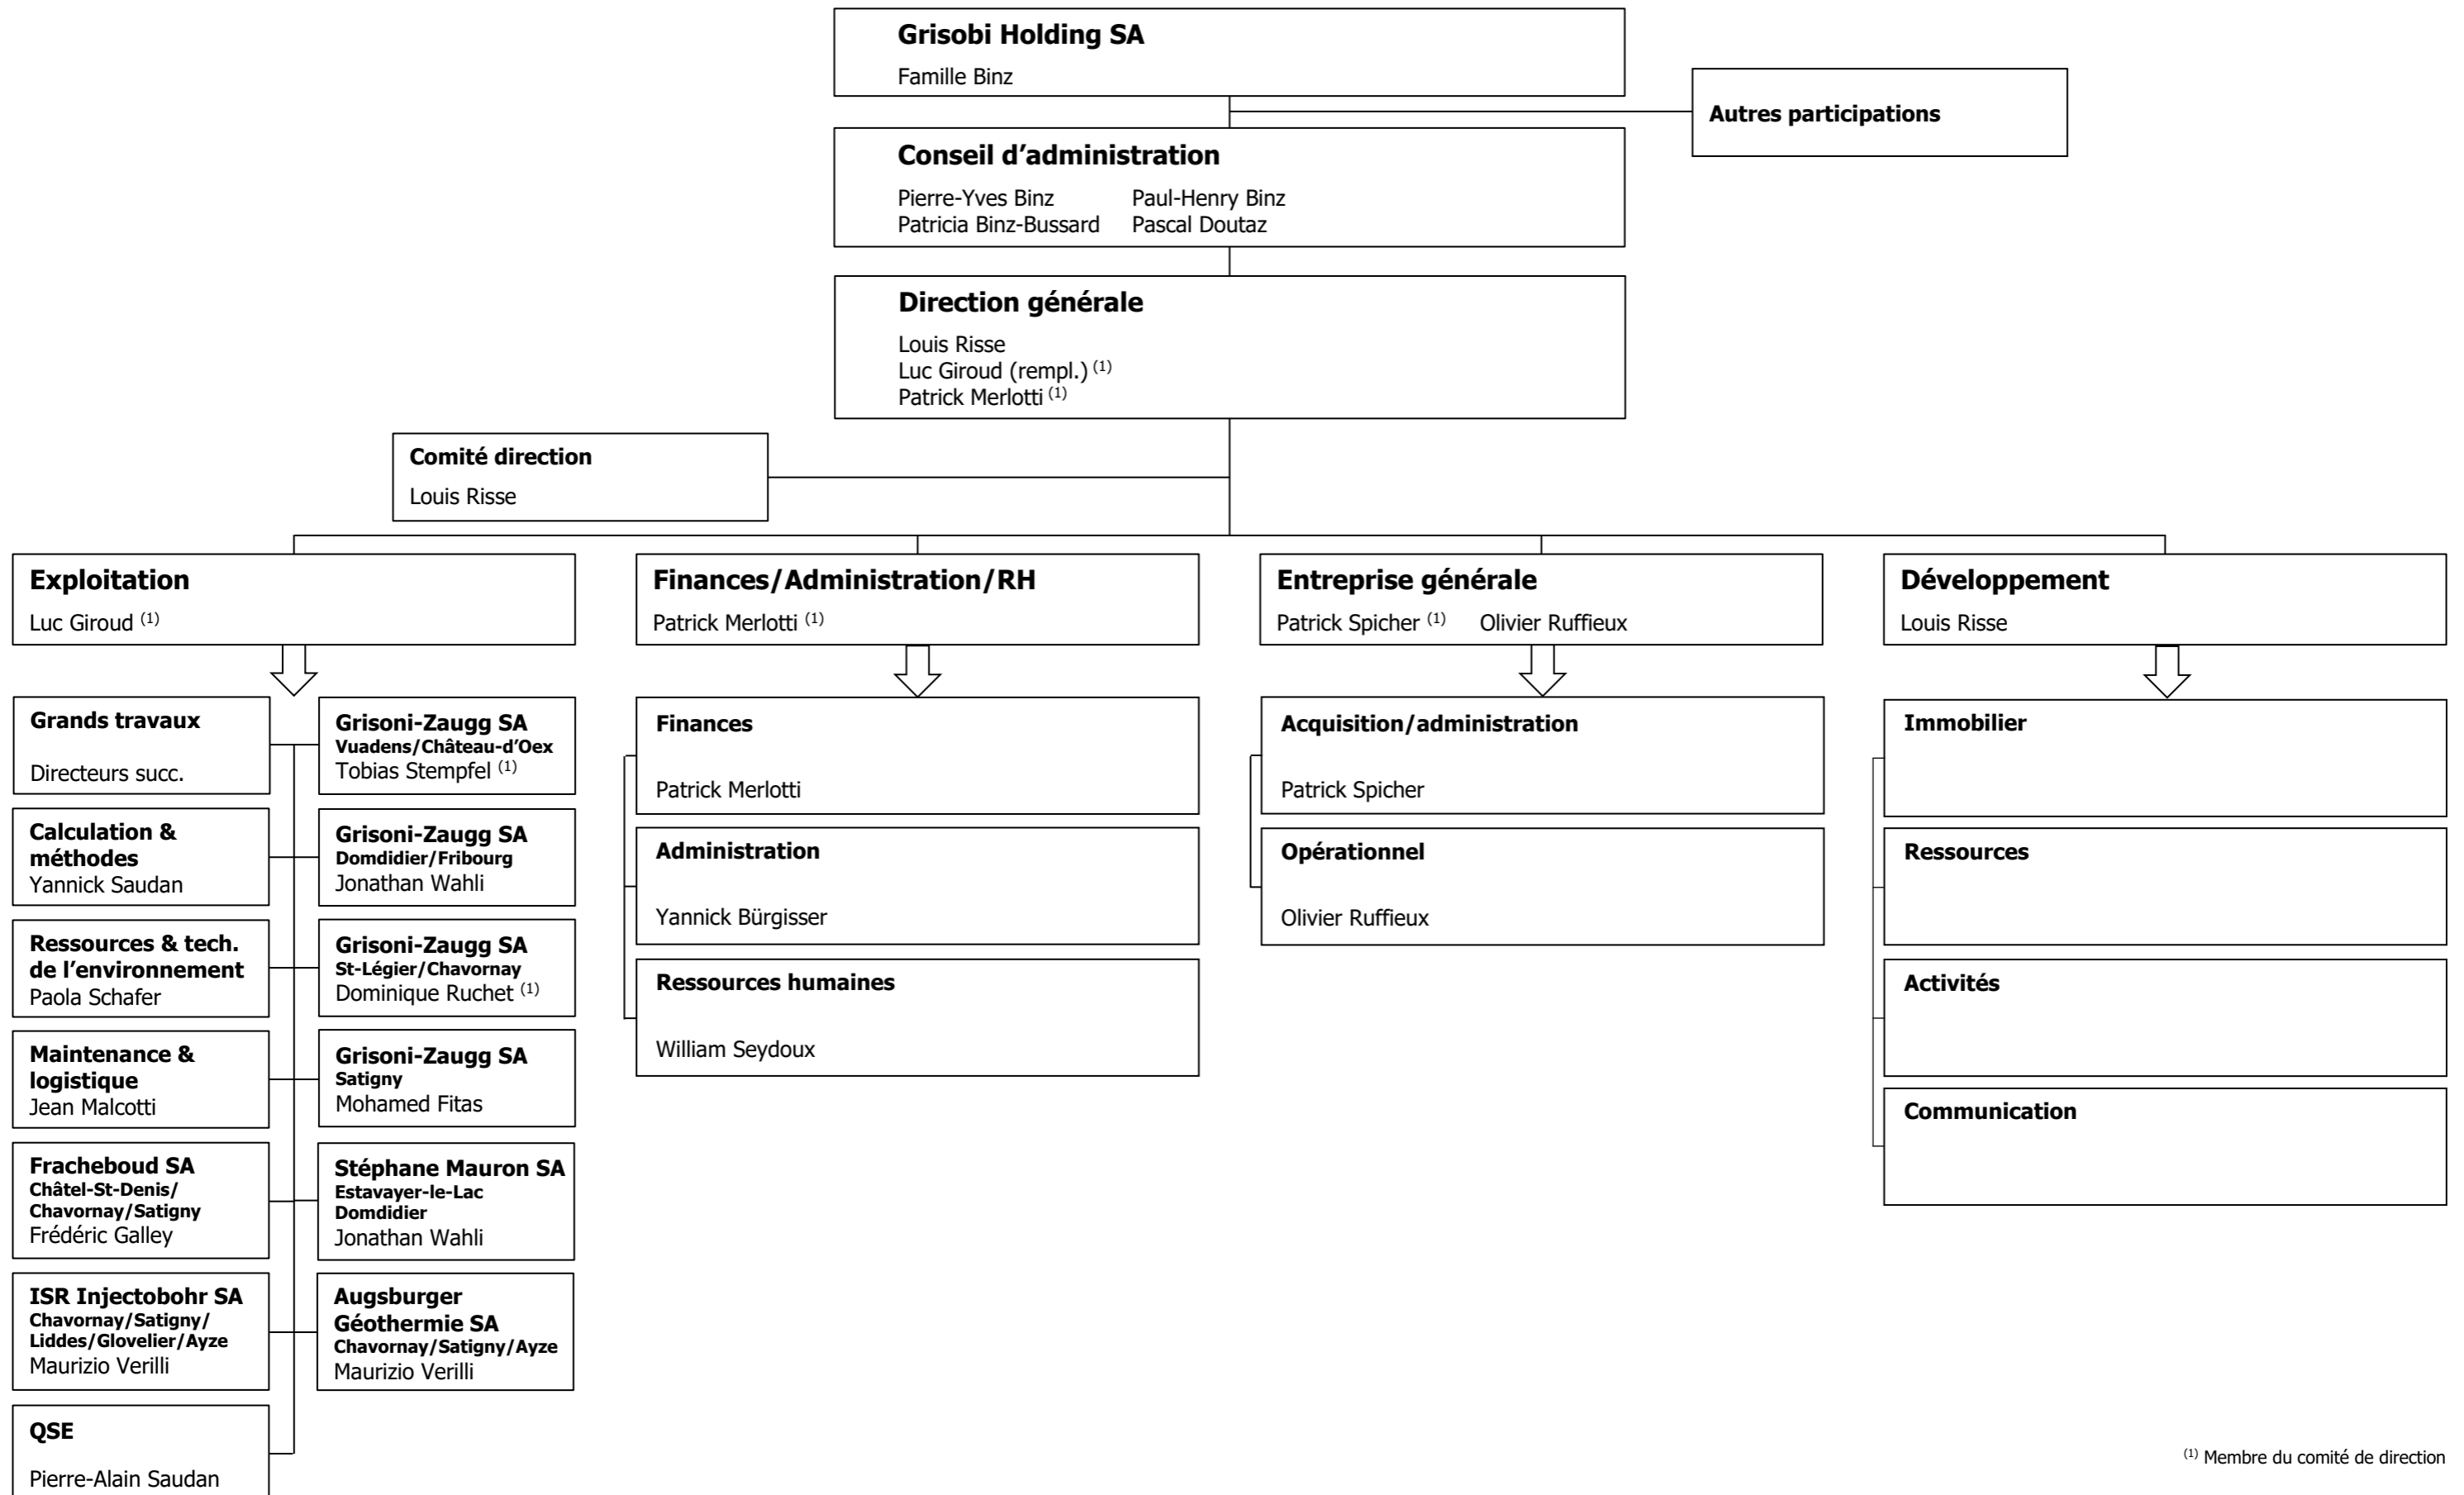 Grisobi Holding SA
Famille Binz
Autres participations
Conseil d’administration
Pierre-Yves Binz Paul-Henry Binz
Patricia Binz-Bussard Pascal Doutaz
Direction générale
Louis Risse
Luc Giroud (rempl.) (1)
Patrick Merlotti (1)
Comité direction
Louis Risse
Exploitation
Luc Giroud (1)
Finances/Administration/RH
Patrick Merlotti (1)
Entreprise générale
Patrick Spicher (1) Olivier Ruffieux
Développement
Louis Risse
Grands travaux
Directeurs succ.
Grisoni-Zaugg SA
Vuadens/Château-d’Oex
Tobias Stempfel (1)
Calculation &
méthodes
Yannick Saudan
Grisoni-Zaugg SA
Domdidier/Fribourg
Jonathan Wahli
Ressources & tech.
de l’environnement
Paola Schafer
Grisoni-Zaugg SA
St-Légier/Chavornay
Dominique Ruchet (1)
Maintenance &
logistique
Jean Malcotti
Grisoni-Zaugg SA
Satigny
Mohamed Fitas
Fracheboud SA
Châtel-St-Denis/
Chavornay/Satigny
Frédéric Galley
Stéphane Mauron SA
Estavayer-le-Lac
Domdidier
Jonathan Wahli
ISR Injectobohr SA
Chavornay/Satigny/
Liddes/Glovelier/Ayze
Maurizio Verilli
Augsburger
Géothermie SA
Chavornay/Satigny/Ayze
Maurizio Verilli
QSE
Pierre-Alain Saudan
Finances
Patrick Merlotti
Administration
Yannick Bürgisser
Ressources humaines
William Seydoux
Acquisition/administration
Patrick Spicher
Opérationnel
Olivier Ruffieux
Immobilier
Ressources
Activités
Communication
(1) Membre du comité de direction